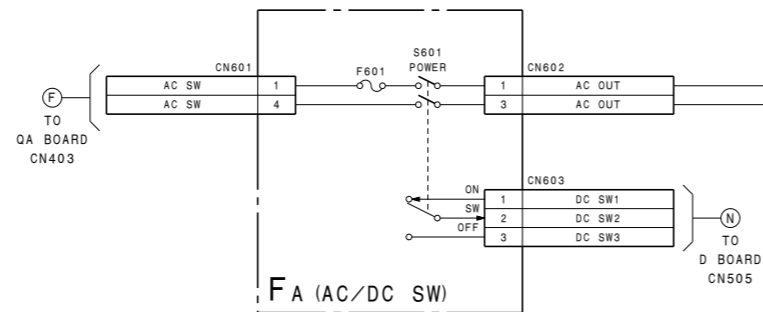 CN601
AC SW 1
AC SW 4
F
TO
QA BOARD
CN403
F601
S601
POWER
CN602
1 AC OUT
3 AC OUT
CN603
ON
SW
OFF
1 DC SW1
2 DC SW2
3 DC SW3
N
TO
D BOARD
CN505
FA (AC/DC SW)